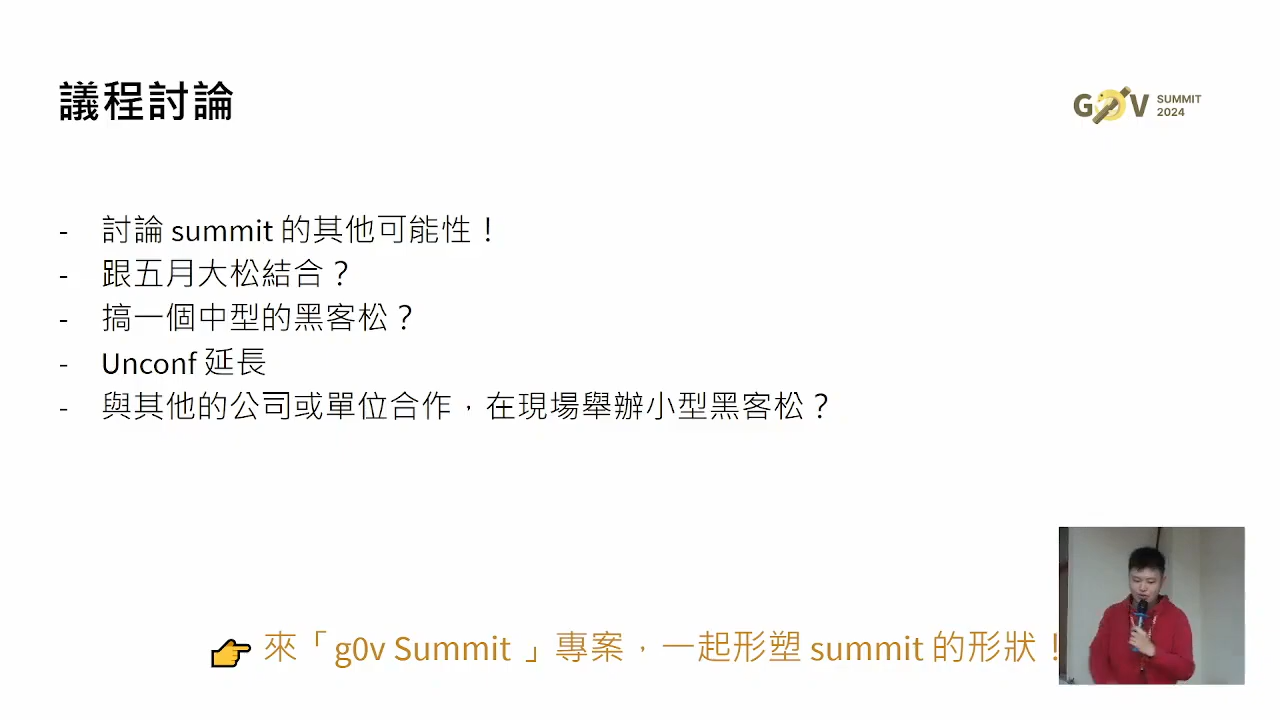 議程討論
G0V SUMMIT 2024
- 討論 summit 的其他可能性！
- 跟五月大松結合？
- 搞一個中型的黑客松？
- Unconf 延長
- 與其他的公司或單位合作，在現場舉辦小型黑客松？
👉 來「g0v Summit」專案，一起形塑 summit 的形狀！